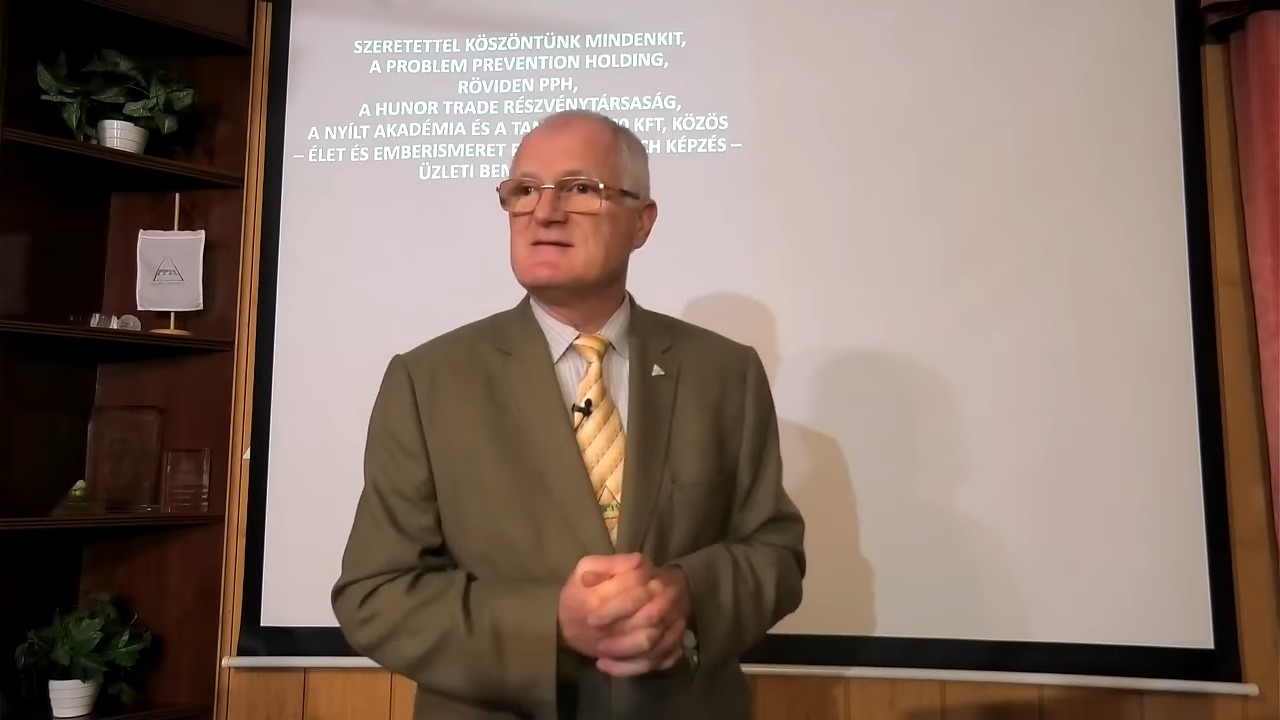 SZERETETTEL KÖSZÖNTÜNK MINDENKIT,
A PROBLEM PREVENTION HOLDING,
RÖVIDEN PPH,
A HUNOR TRADE RÉSZVÉNYTÁRSASÁG,
A NYÍLT AKADÉMIA ÉS A KFT, KÖZÖS
– ÉLET ÉS EMBERISMERET KÉPZÉS –
ÜZLETI